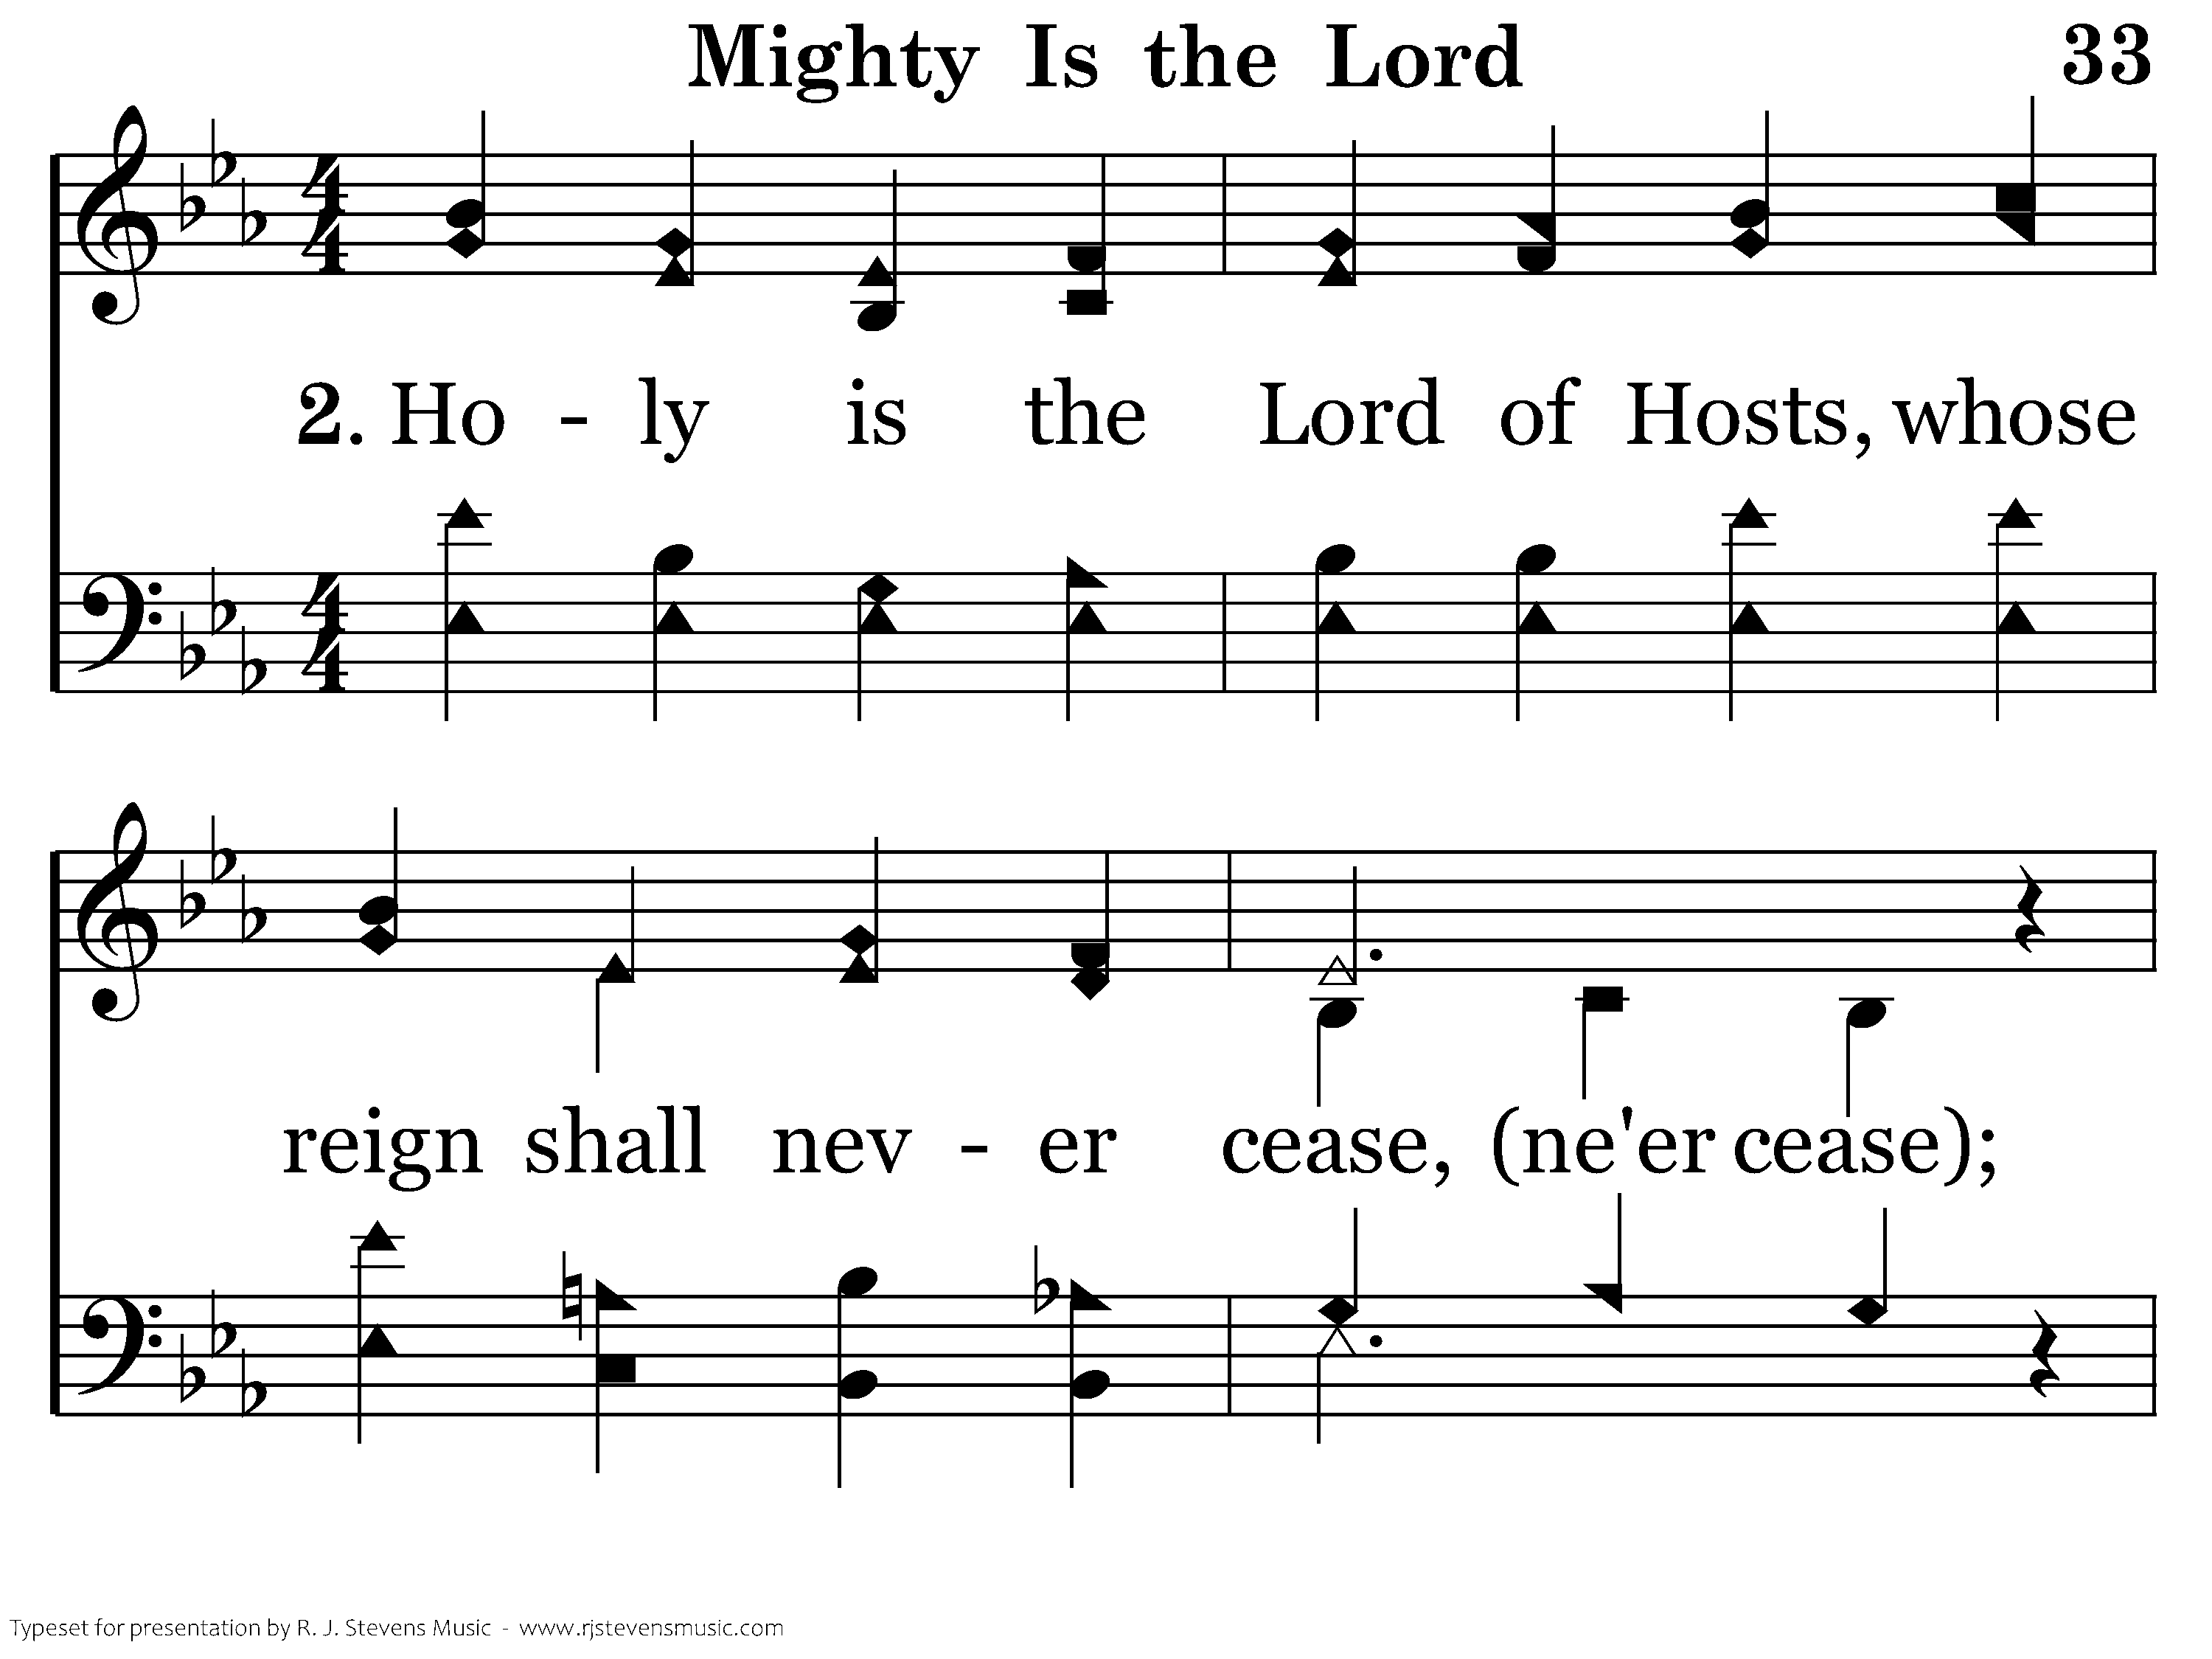 Mighty Is the Lord 33
2. Ho - ly is the Lord of Hosts, whose
reign shall nev - er cease, (ne'er cease);
Typeset for presentation by R. J. Stevens Music - www.rjstevensmusic.com